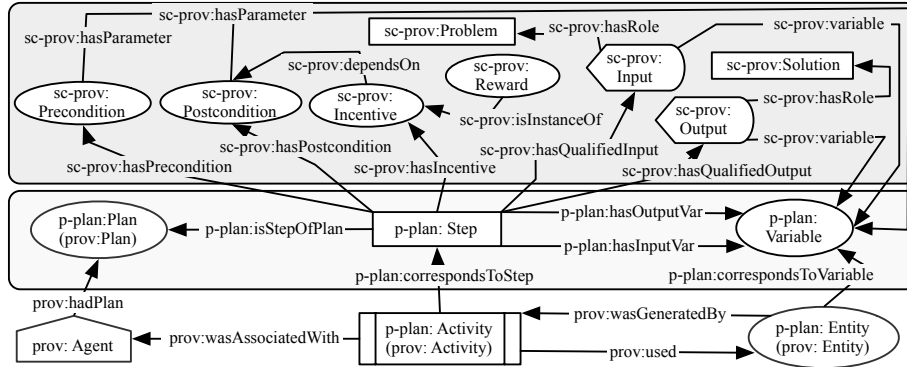 sc-prov:hasParameter
sc-prov:hasParameter
sc-prov:Problem
sc-prov:hasRole
sc-prov:variable
sc-prov:dependsOn
sc-prov:
Input
sc-prov:Solution
sc-prov:
Precondition
sc-prov:
Postcondition
sc-prov:
Incentive
sc-prov:
Reward
sc-prov:hasRole
sc-prov:isInstanceOf
sc-prov:
Output
sc-prov:variable
sc-prov:hasPrecondition
sc-prov:hasPostcondition
sc-prov:hasIncentive
sc-prov:hasQualifiedInput
sc-prov:hasQualifiedOutput
p-plan:Plan
(prov:Plan)
p-plan:isStepOfPlan
p-plan: Step
p-plan:hasOutputVar
p-plan:hasInputVar
p-plan:
Variable
p-plan:correspondsToStep
p-plan:correspondsToVariable
prov:hadPlan
prov: Agent
prov:wasAssociatedWith
p-plan: Activity
(prov: Activity)
prov:wasGeneratedBy
prov:used
p-plan: Entity
(prov: Entity)